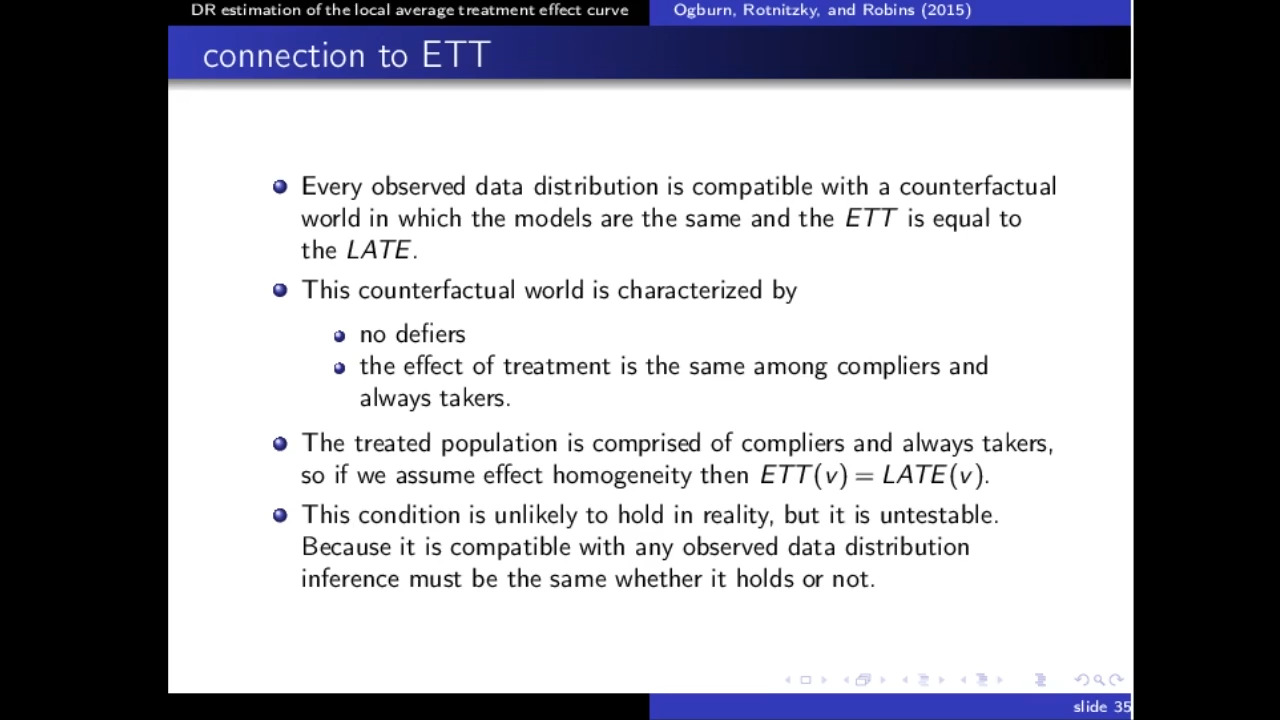 DR estimation of the local average treatment effect curve
Ogburn, Rotnitzky, and Robins (2015)
connection to ETT
Every observed data distribution is compatible with a counterfactual
world in which the models are the same and the ETT is equal to
the LATE.
This counterfactual world is characterized by
no defiers
the effect of treatment is the same among compliers and
always takers.
The treated population is comprised of compliers and always takers,
so if we assume effect homogeneity then ETT(v) = LATE(v).
This condition is unlikely to hold in reality, but it is untestable.
Because it is compatible with any observed data distribution
inference must be the same whether it holds or not.
slide 35